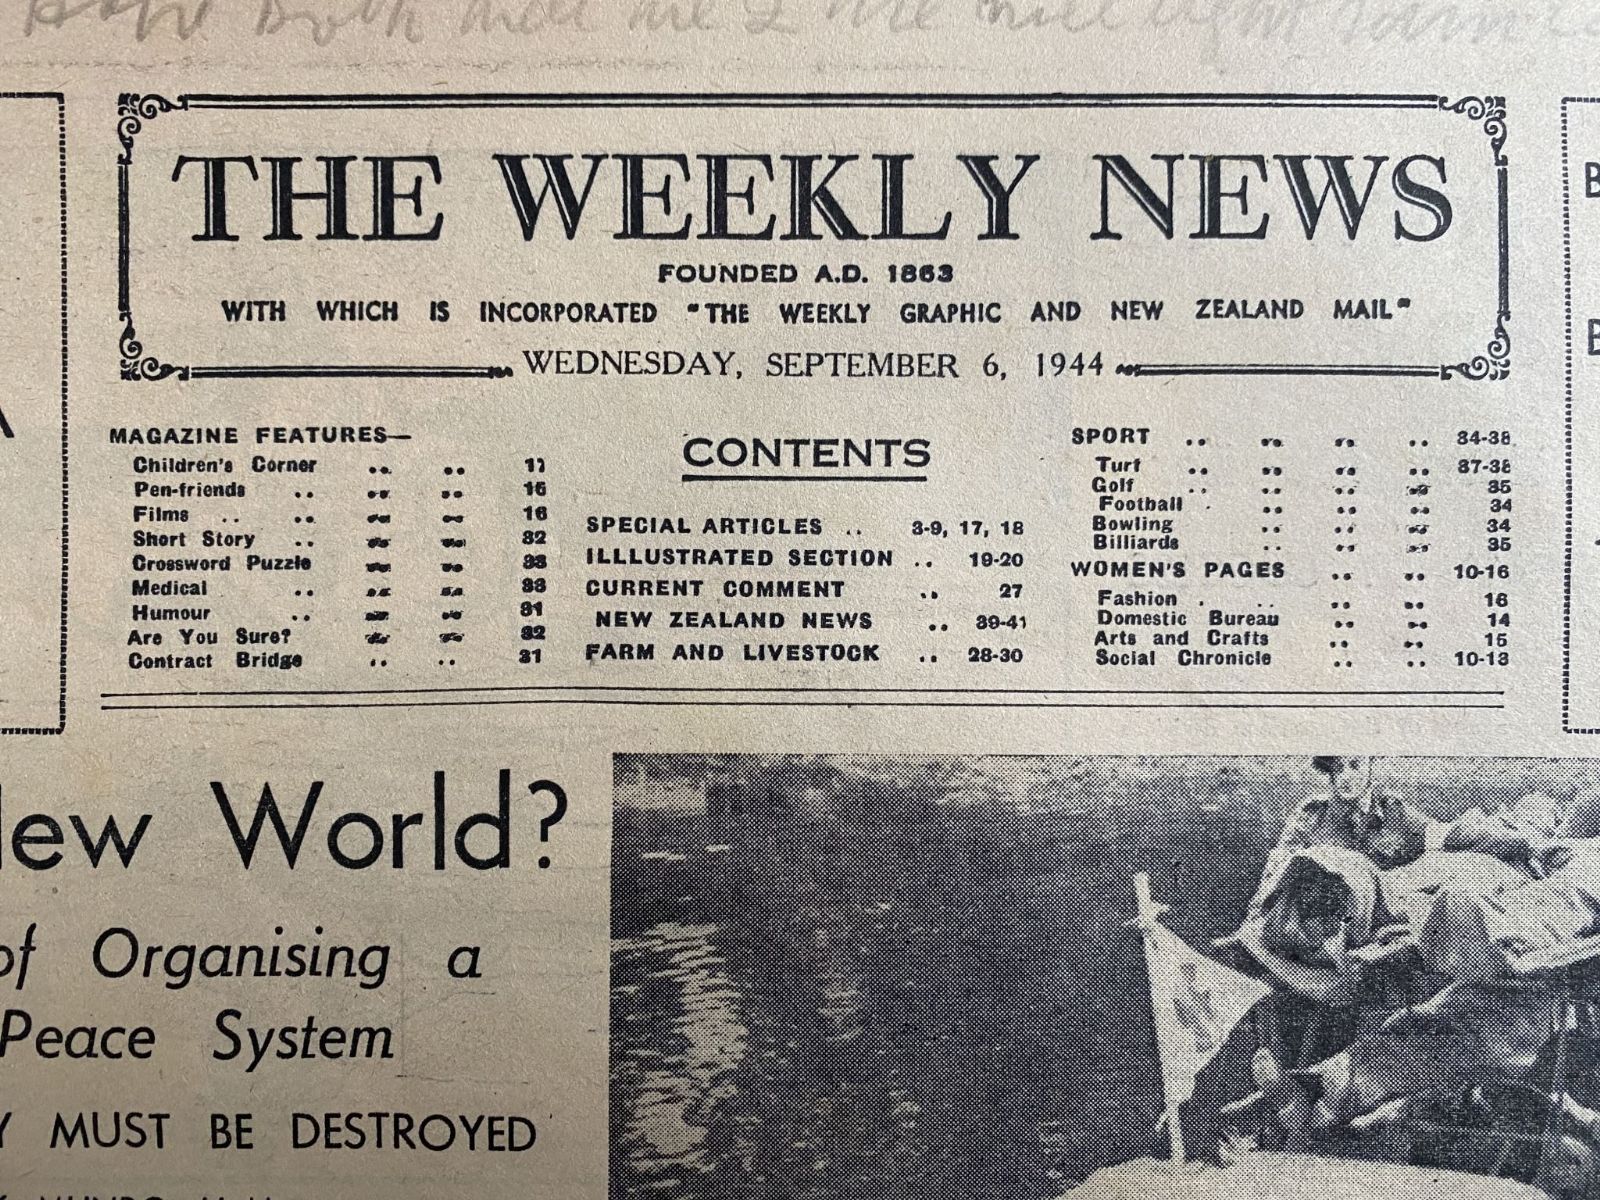 THE WEEKLY NEWS
FOUNDED A.D. 1863
WITH WHICH IS INCORPORATED "THE WEEKLY GRAPHIC AND NEW ZEALAND MAIL"
WEDNESDAY, SEPTEMBER 6, 1944
MAGAZINE FEATURES—
Children's Corner .. .. 17
Pen-friends .. .. .. 16
Films .. .. .. .. 16
Short Story .. .. .. 32
Crossword Puzzle .. .. 33
Medical .. .. .. 33
Humour .. .. .. 31
Are You Sure? .. .. 32
Contract Bridge .. .. 31
CONTENTS
SPECIAL ARTICLES .. 3-9, 17, 18
ILLLUSTRATED SECTION .. 19-20
CURRENT COMMENT .. 27
NEW ZEALAND NEWS .. 39-41
FARM AND LIVESTOCK .. 28-30
SPORT .. .. .. .. 34-38
Turf .. .. .. .. 37-38
Golf .. .. .. .. 35
Football . .. .. .. 34
Bowling .. .. .. 34
Billiards .. .. .. 35
WOMEN'S PAGES .. .. 10-16
Fashion . .. .. .. 16
Domestic Bureau .. .. 14
Arts and Crafts .. .. 15
Social Chronicle .. .. 10-13
World?
of Organising a
Peace System
MUST BE DESTROYED